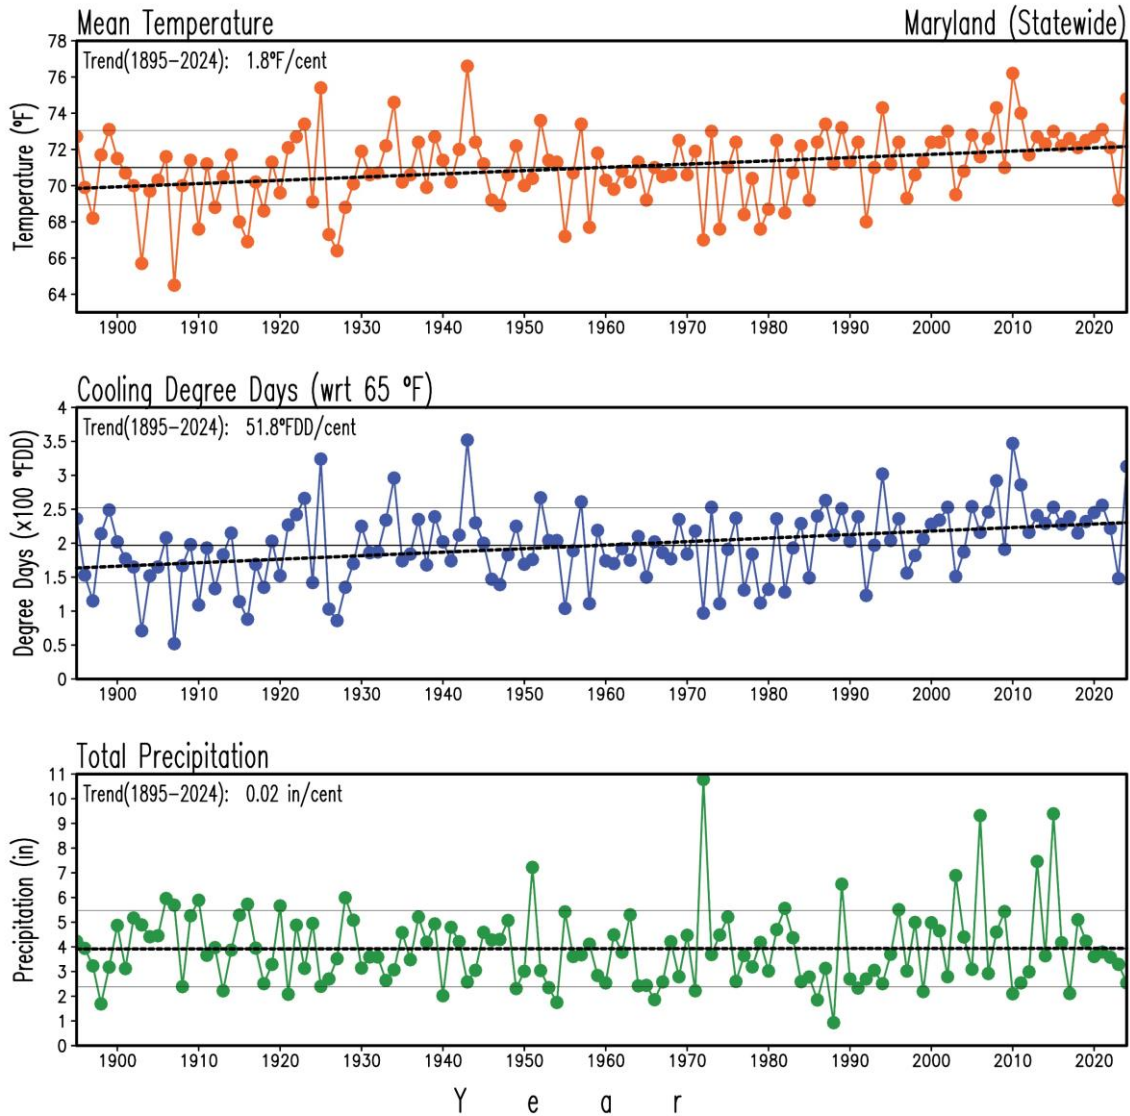 Mean Temperature Maryland (Statewide)
Trend(1895-2024): 1.8ºF/cent
Temperature (ºF)
78
76
74
72
70
68
66
64
1900 1910 1920 1930 1940 1950 1960 1970 1980 1990 2000 2010 2020
Cooling Degree Days (wrt 65 ºF)
Trend(1895-2024): 51.8ºFDD/cent
Degree Days (x100 ºFDD)
4
3.5
3
2.5
2
1.5
1
0.5
0
1900 1910 1920 1930 1940 1950 1960 1970 1980 1990 2000 2010 2020
Total Precipitation
Trend(1895-2024): 0.02 in/cent
Precipitation (in)
11
10
9
8
7
6
5
4
3
2
1
0
1900 1910 1920 1930 1940 1950 1960 1970 1980 1990 2000 2010 2020
Y e a r